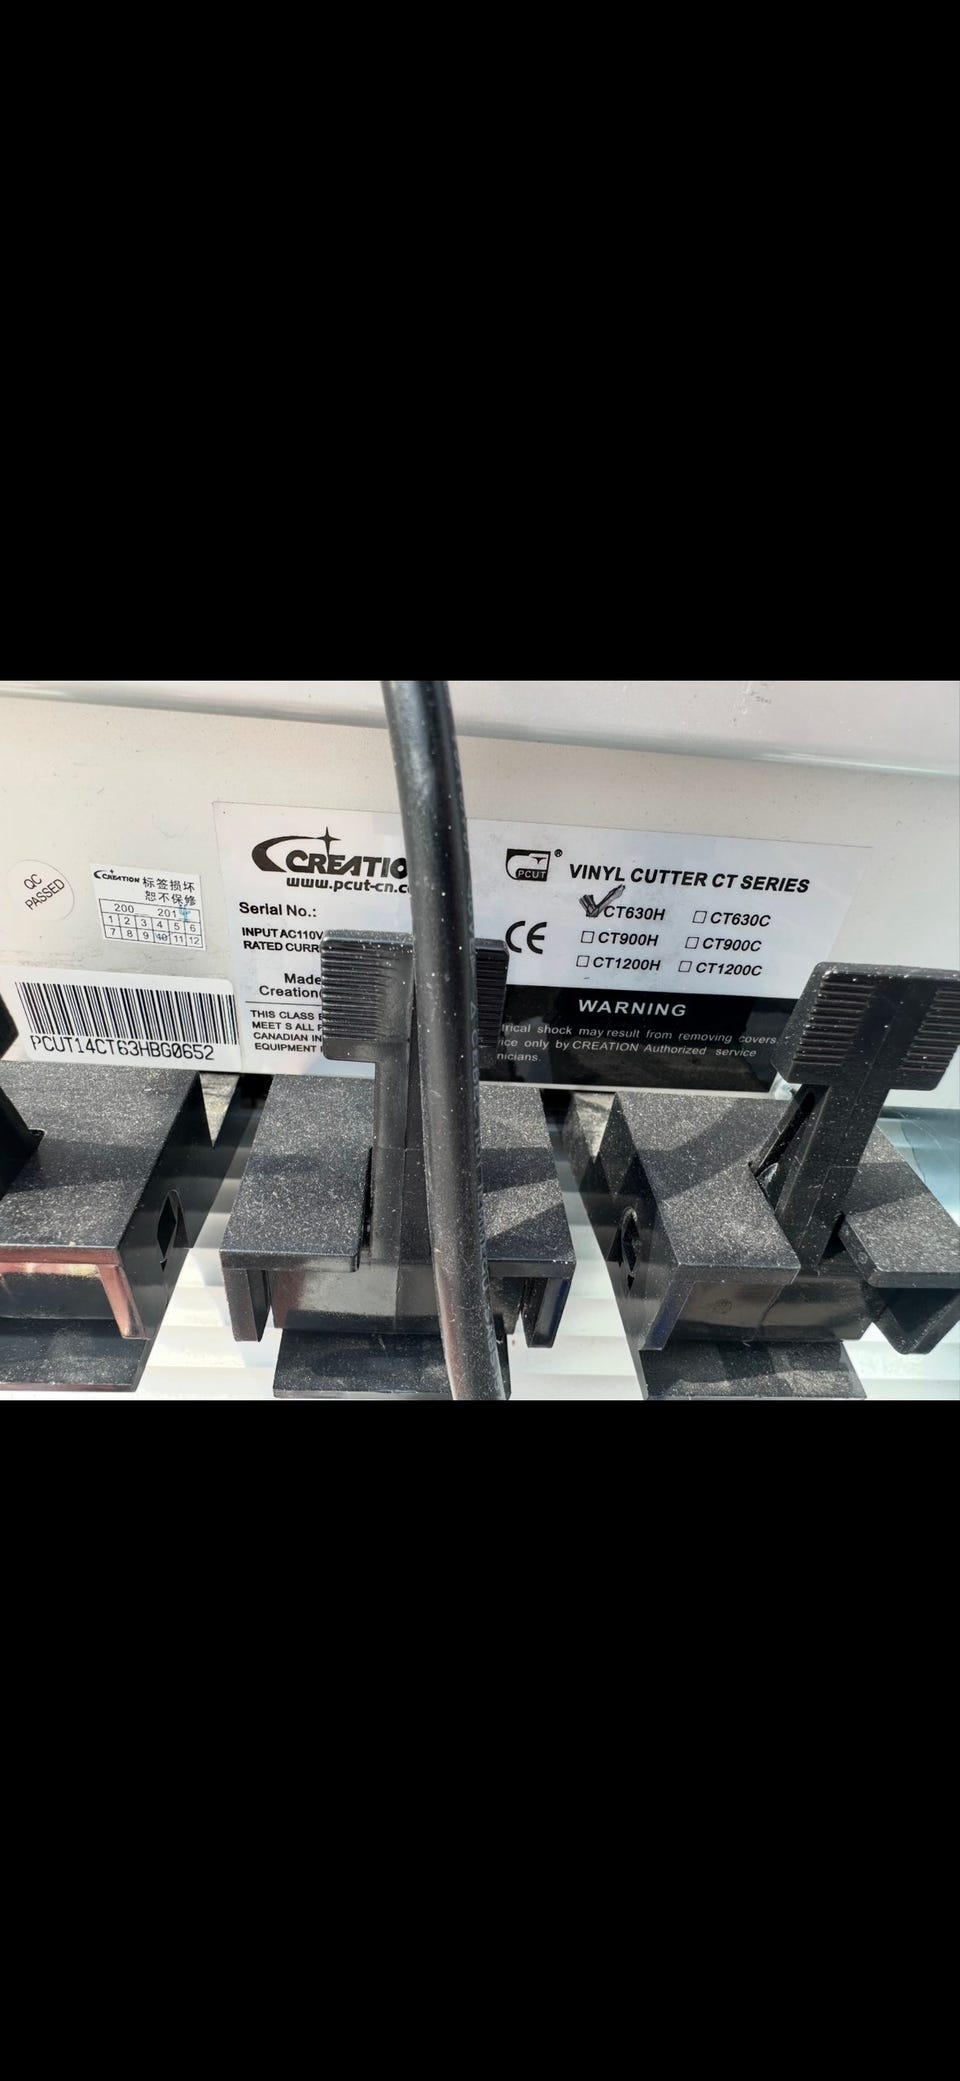 QC
PASSED
CREATION 标签损坏
恕不保修
200 201
1 2 3 4 5 6
7 8 9 10 11 12
PCUT14CT63HBG0652
CREATIO
www.pcut-cn.c
Serial No.:
INPUT AC110V
RATED CURR
Made
Creation(
THIS CLASS
MEET S ALL
CANADIAN IN
EQUIPMENT
PCUT ® VINYL CUTTER CT SERIES
CT630H CT630C
CE CT900H CT900C
CT1200H CT1200C
WARNING
trical shock may result from removing covers.
ice only by CREATION Authorized service
nicians.